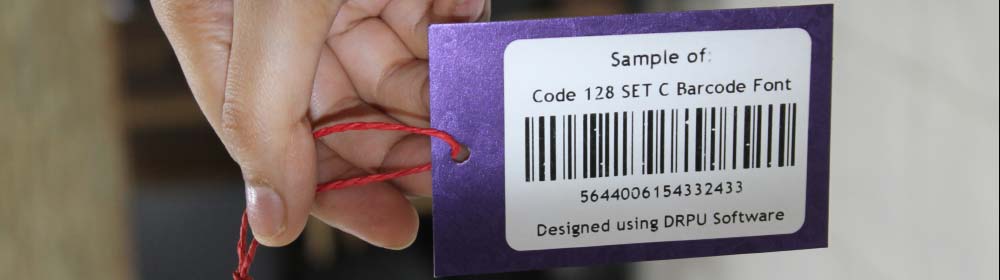 Sample of:
Code 128 SET C Barcode Font
5644006154332433
Designed using DRPU Software